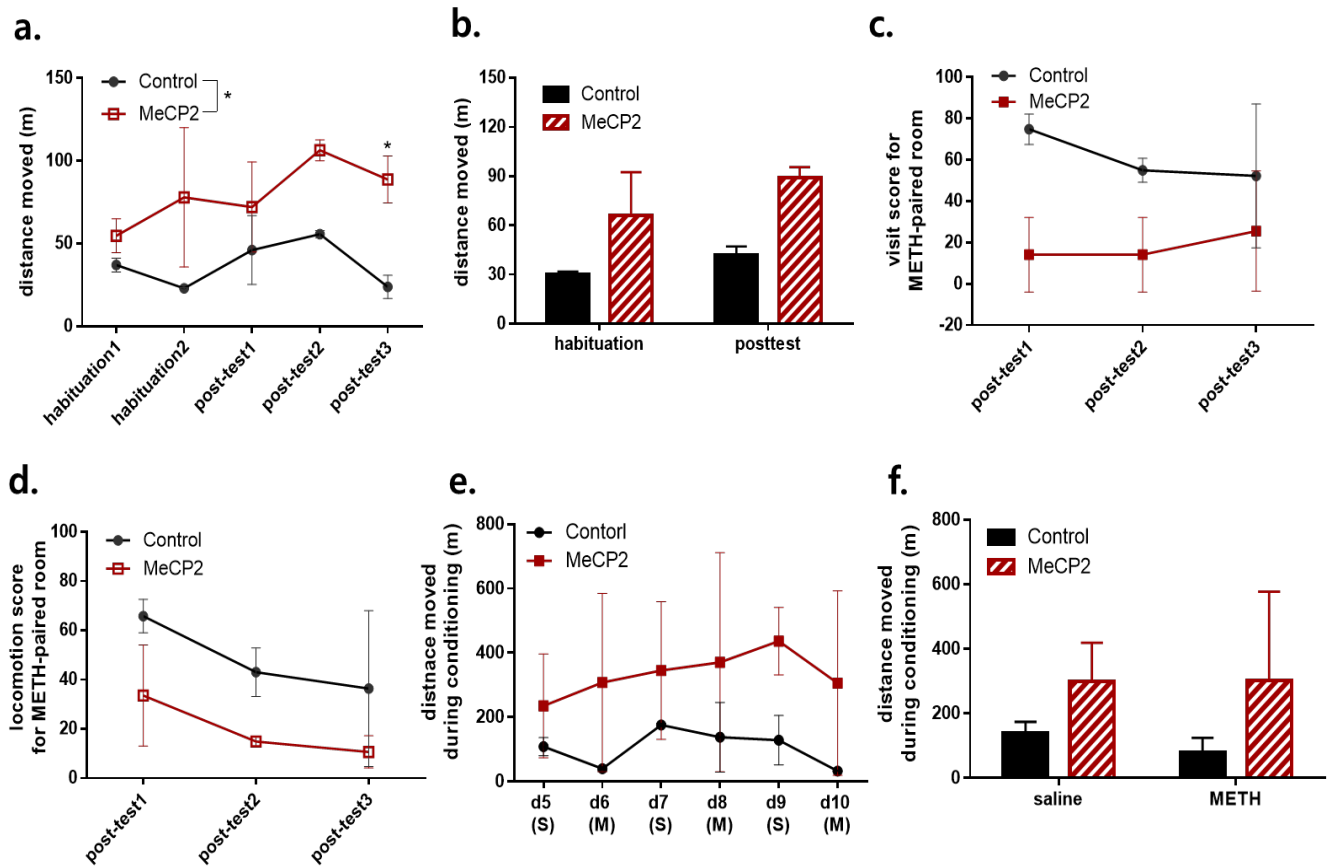 a.
distance moved (m)
150
100
50
0
Control
MeCP2
*
*
habituation1
habituation2
post-test1
post-test2
post-test3
b.
distance moved (m)
150
120
90
60
30
0
Control
MeCP2
habituation
posttest
c.
visit score for
METH-paired room
100
80
60
40
20
0
-20
Control
MeCP2
post-test1
post-test2
post-test3
d.
locomotion score
for METH-paired room
100
80
60
40
20
0
Control
MeCP2
post-test1
post-test2
post-test3
e.
distnace moved
during conditioning (m)
800
600
400
200
0
Contorl
MeCP2
d5 d6 d7 d8 d9 d10
(S) (M) (S) (M) (S) (M)
f.
distance moved
during conditioning (m)
800
600
400
200
0
Control
MeCP2
saline
METH